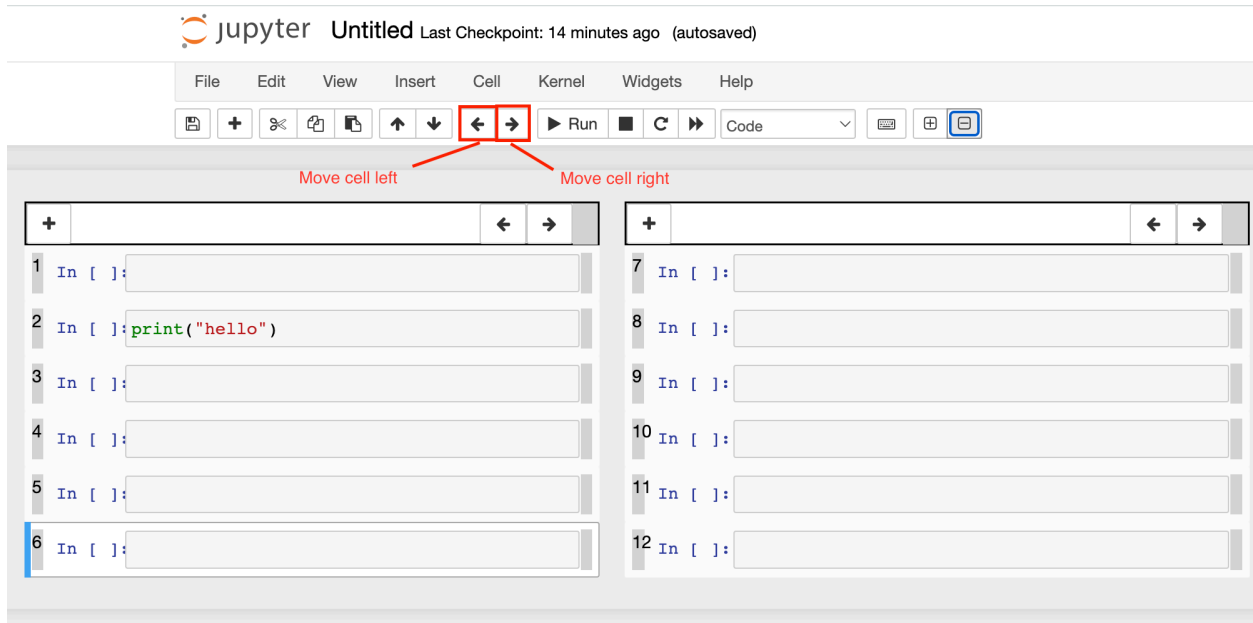 jupyter Untitled Last Checkpoint: 14 minutes ago (autosaved)
File Edit View Insert Cell Kernel Widgets Help
Run Code
Move cell left Move cell right
1 In [ ]:
2 In [ ]: print("hello")
3 In [ ]:
4 In [ ]:
5 In [ ]:
6 In [ ]:
7 In [ ]:
8 In [ ]:
9 In [ ]:
10 In [ ]:
11 In [ ]:
12 In [ ]: